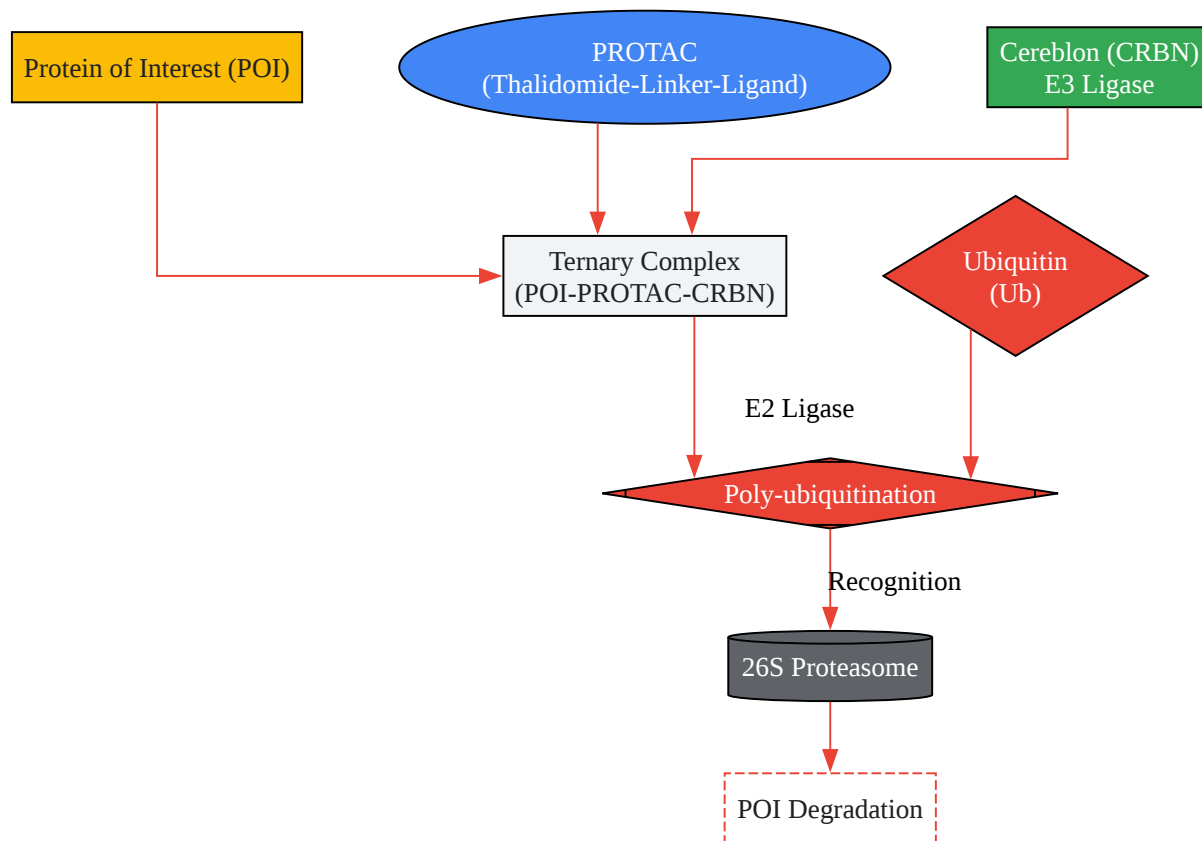 Protein of Interest (POI)
PROTAC
(Thalidomide-Linker-Ligand)
Cereblon (CRBN)
E3 Ligase
Ternary Complex
(POI-PROTAC-CRBN)
Ubiquitin
(Ub)
E2 Ligase
Poly-ubiquitination
Recognition
26S Proteasome
POI Degradation